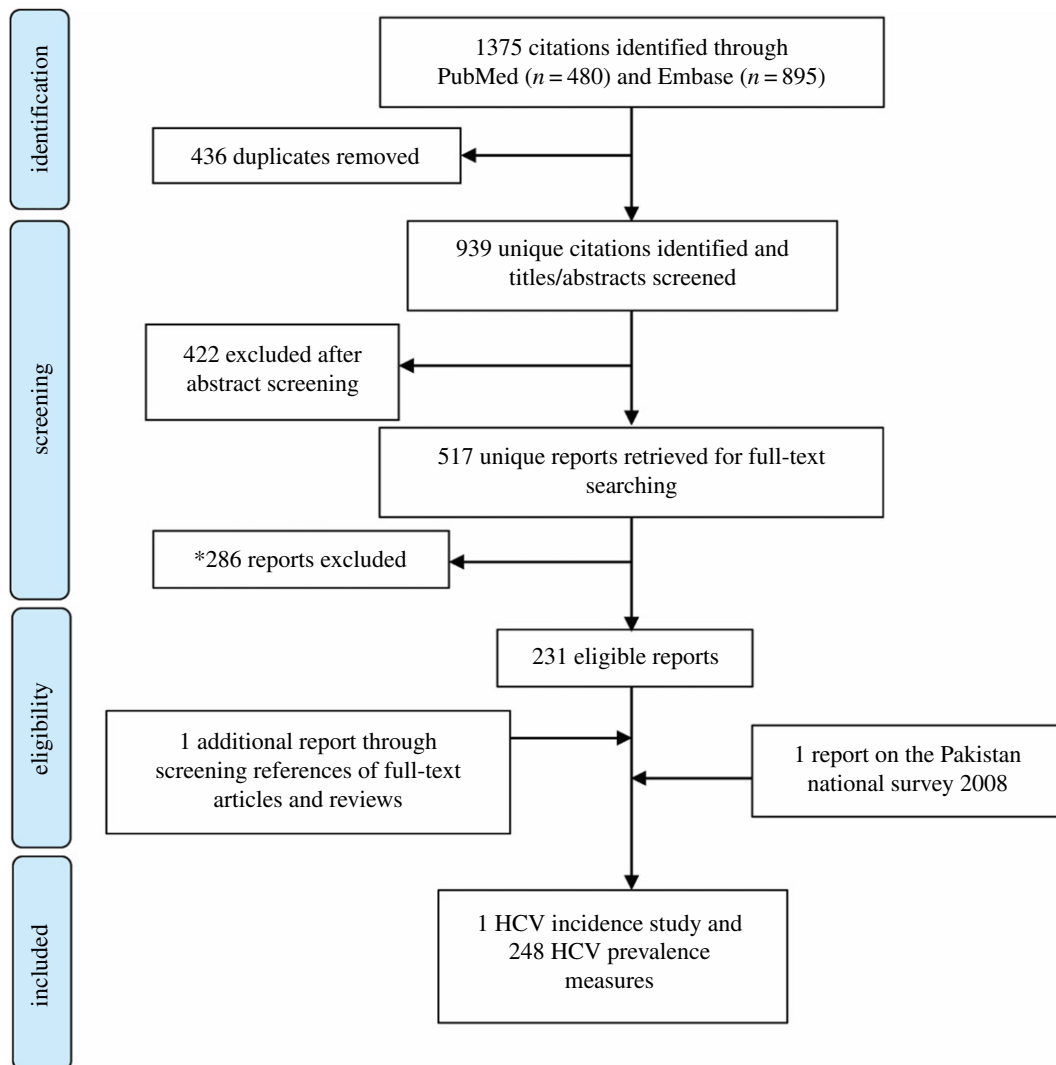 identification
1375 citations identified through
PubMed (n = 480) and Embase (n = 895)
436 duplicates removed
screening
939 unique citations identified and
titles/abstracts screened
422 excluded after
abstract screening
517 unique reports retrieved for full-text
searching
*286 reports excluded
eligibility
231 eligible reports
1 additional report through
screening references of full-text
articles and reviews
1 report on the Pakistan
national survey 2008
included
1 HCV incidence study and
248 HCV prevalence
measures